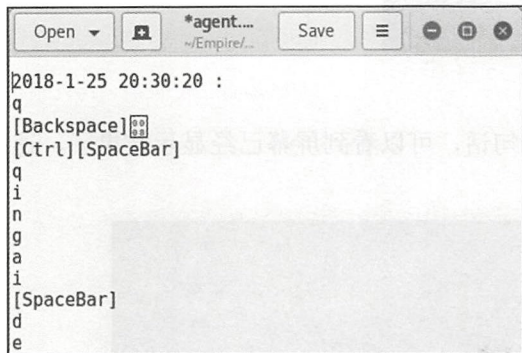 Open
*agent....
~/Empire/...
Save
2018-1-25 20:30:20 :
q
[Backspace]
[Ctrl][SpaceBar]
q
i
n
g
a
i
[SpaceBar]
d
e